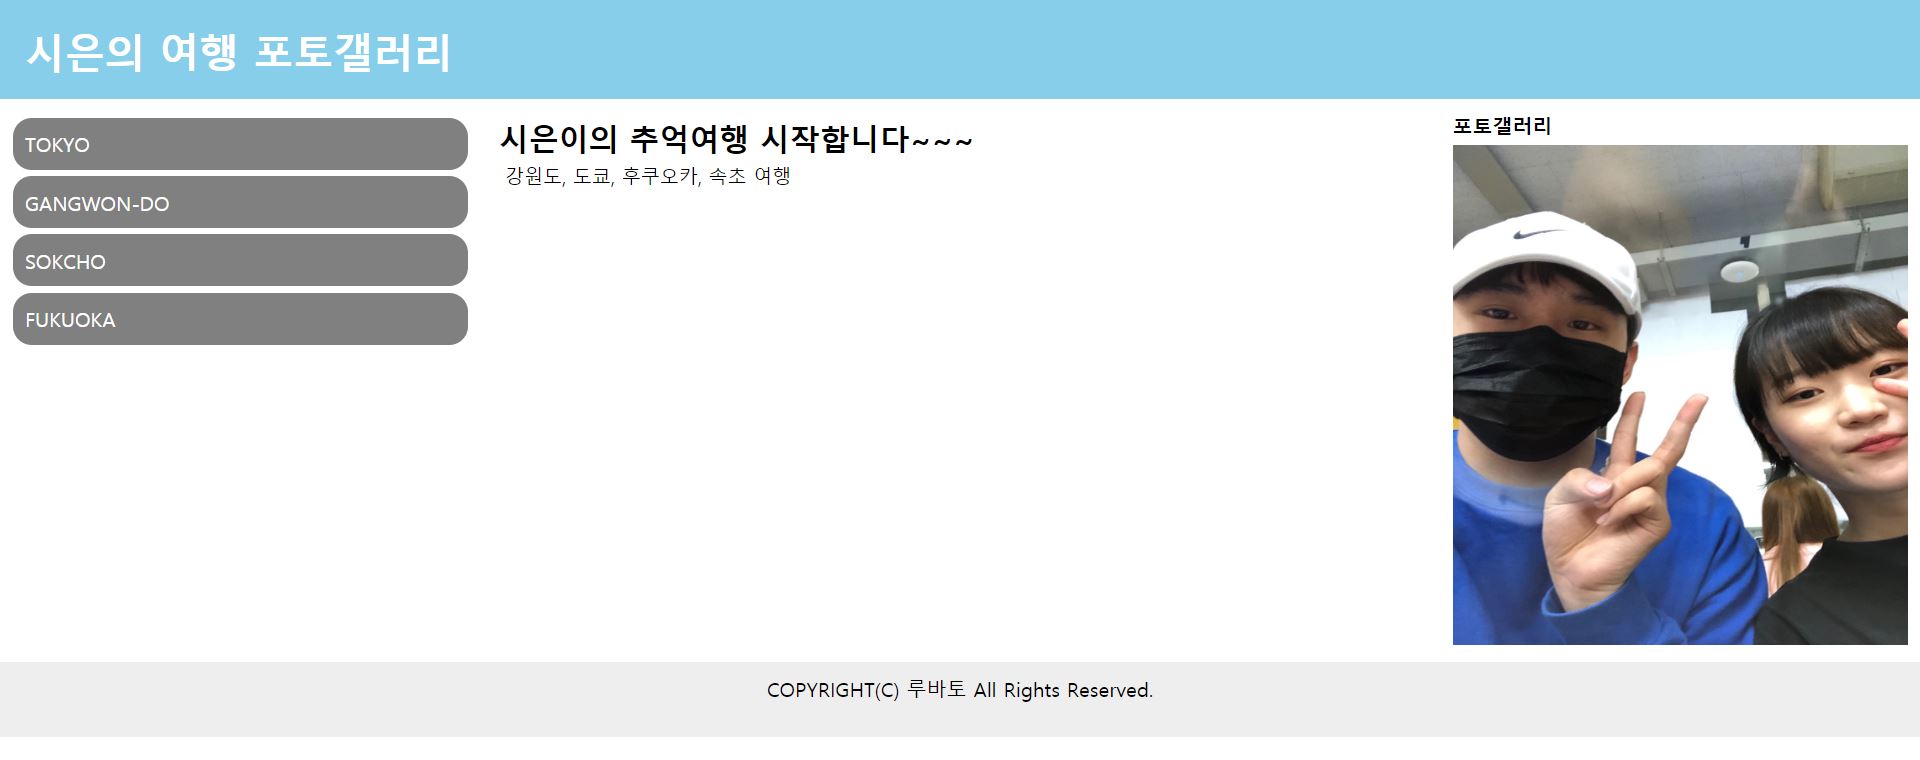 시은의 여행 포토갤러리
TOKYO
GANGWON-DO
SOKCHO
FUKUOKA
시은이의 추억여행 시작합니다~~~
강원도, 도쿄, 후쿠오카, 속초 여행
포토갤러리
COPYRIGHT(C) 루바토 All Rights Reserved.